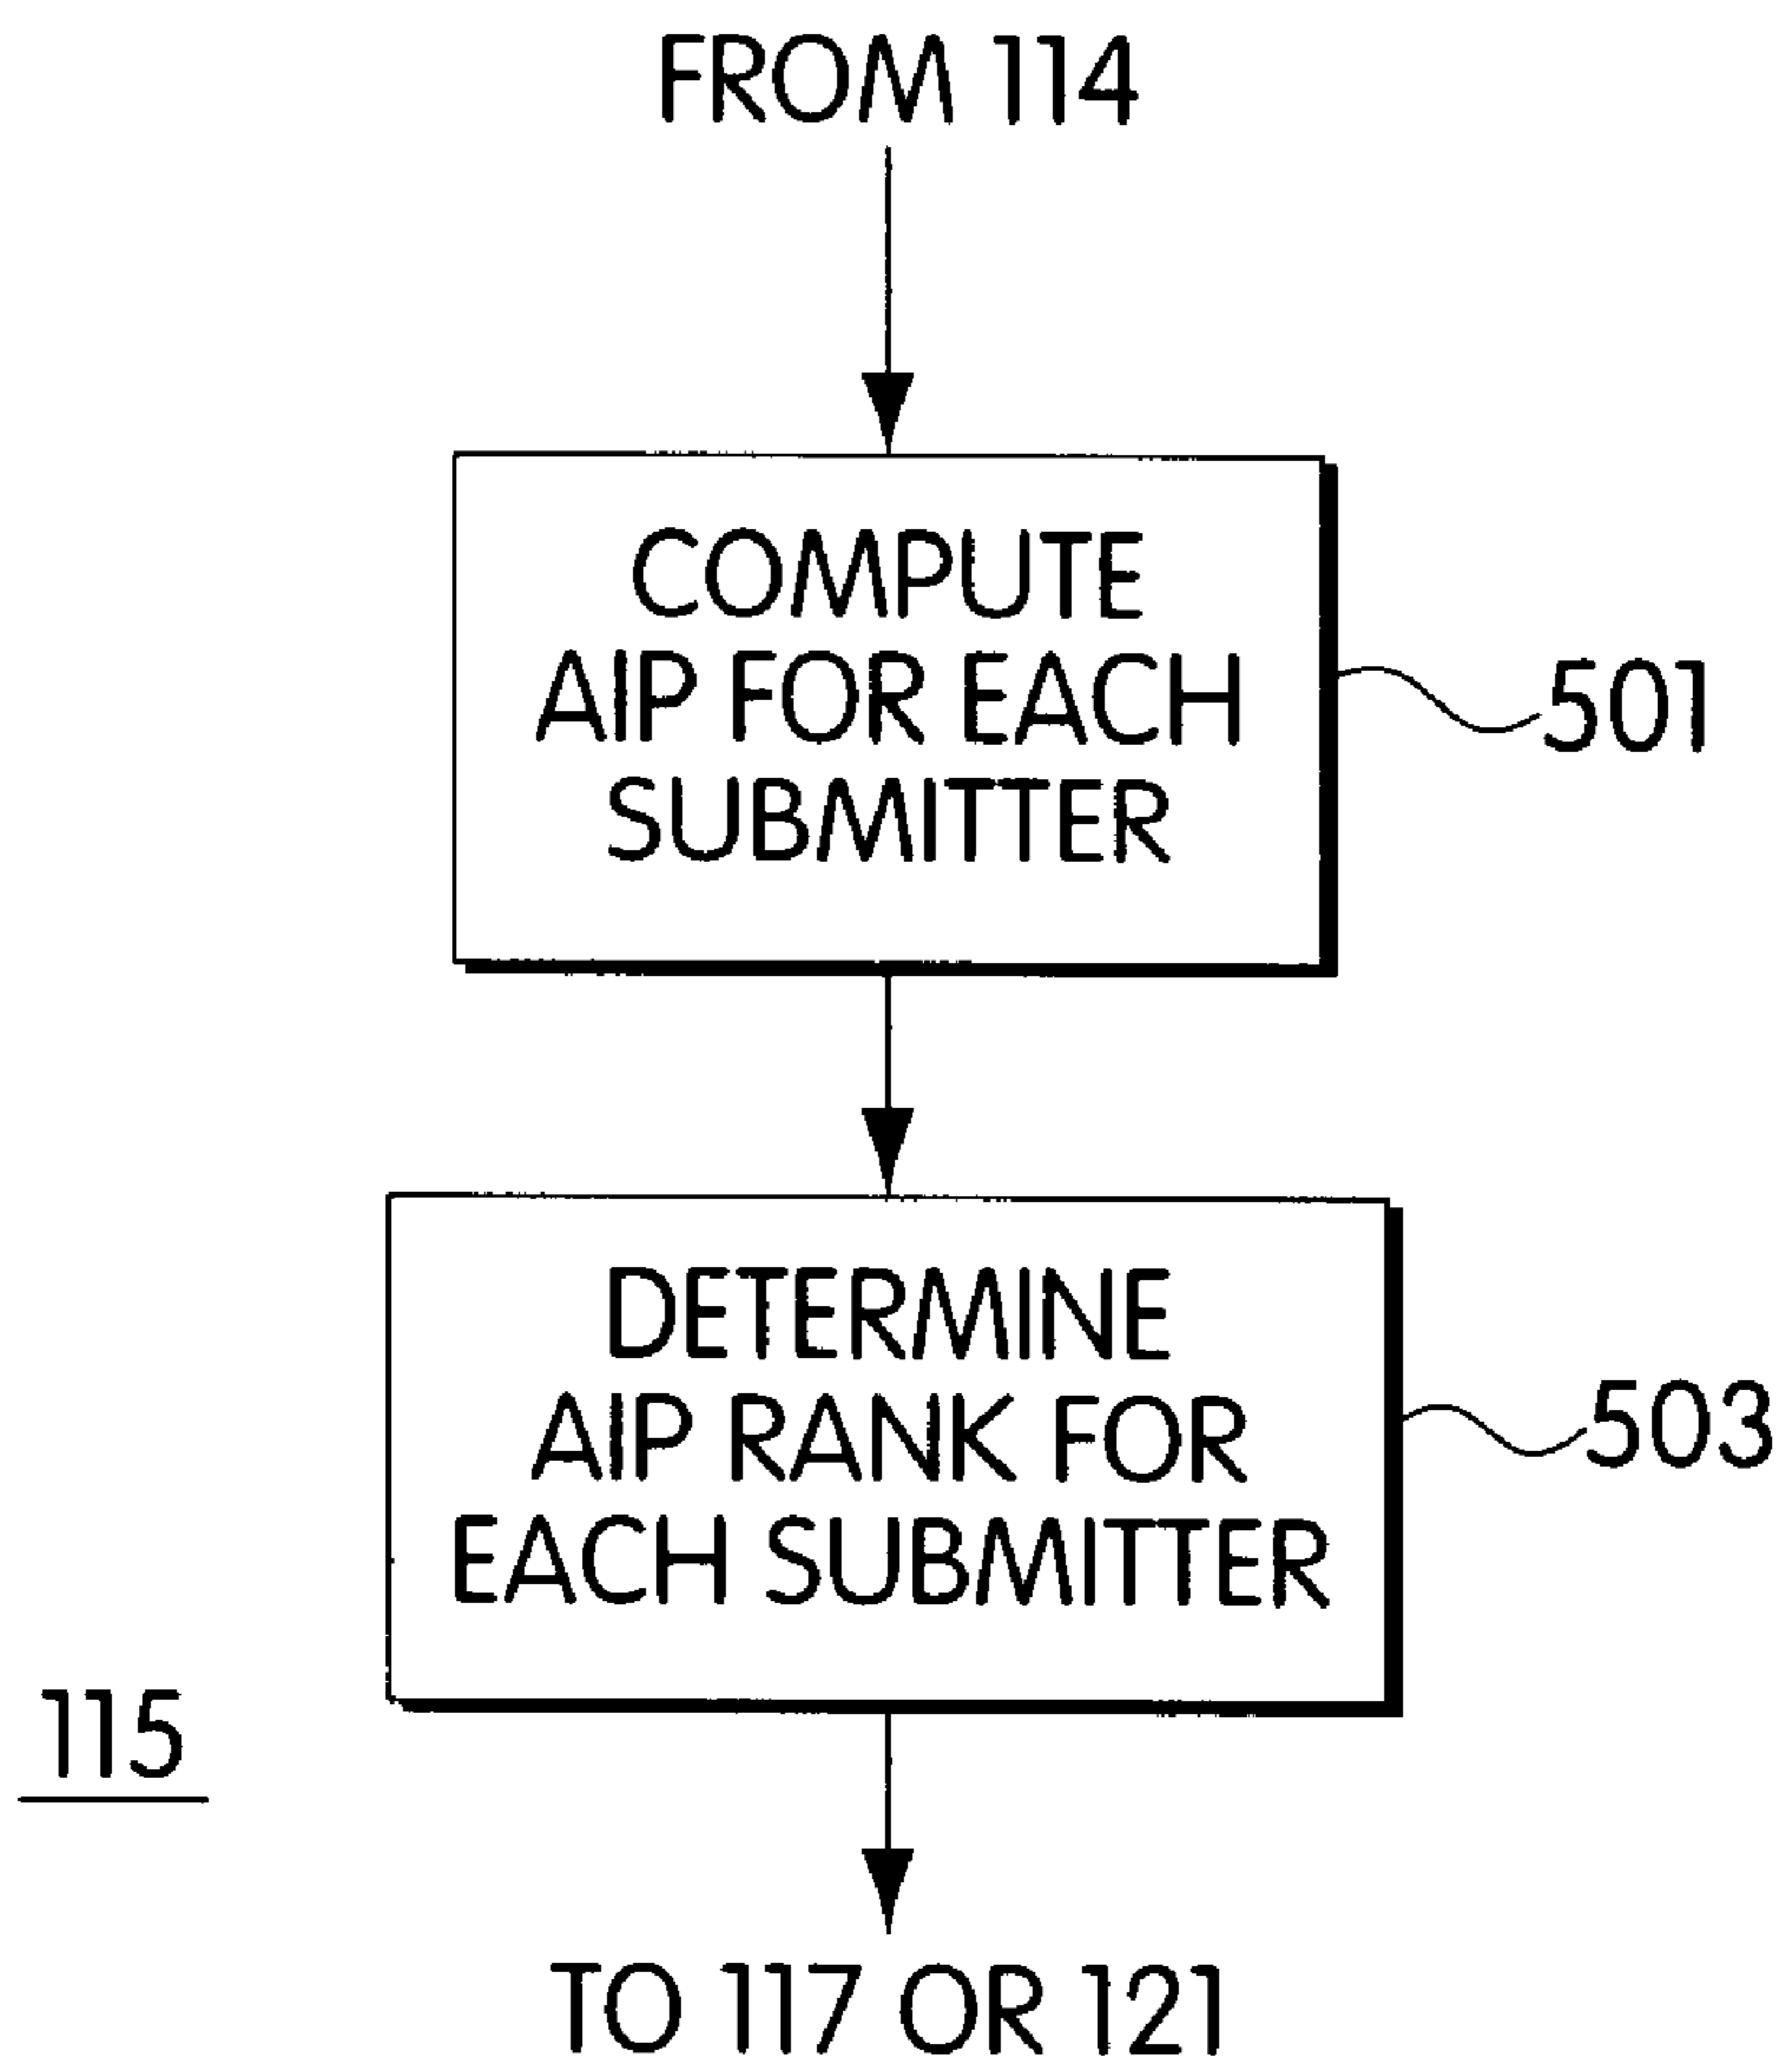 FROM 114
COMPUTE
AIP FOR EACH
SUBMITTER
501
DETERMINE
AIP RANK FOR
EACH SUBMITTER
503
115
TO 117 OR 121